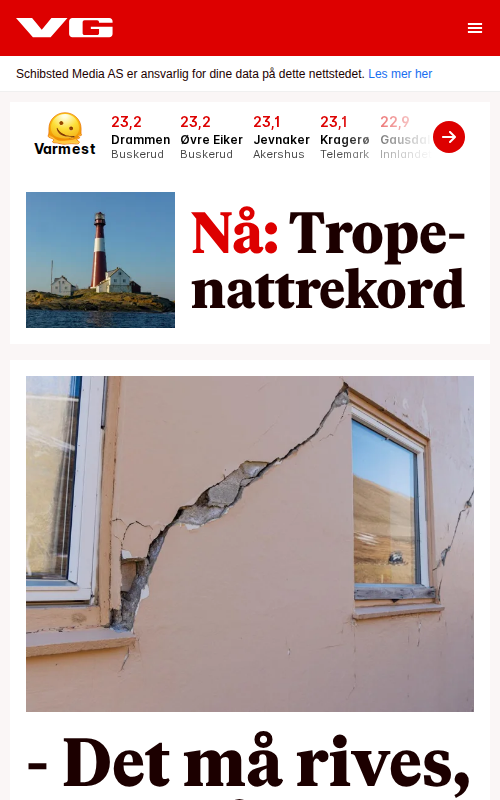 VG
Schibsted Media AS er ansvarlig for dine data på dette nettstedet. Les mer her
Varmest
23,2
Drammen
Buskerud
23,2
Øvre Eiker
Buskerud
23,1
Jevnaker
Akershus
23,1
Kragerø
Telemark
22,9
Nå: Trope-
nattrekord
- Det må rives,